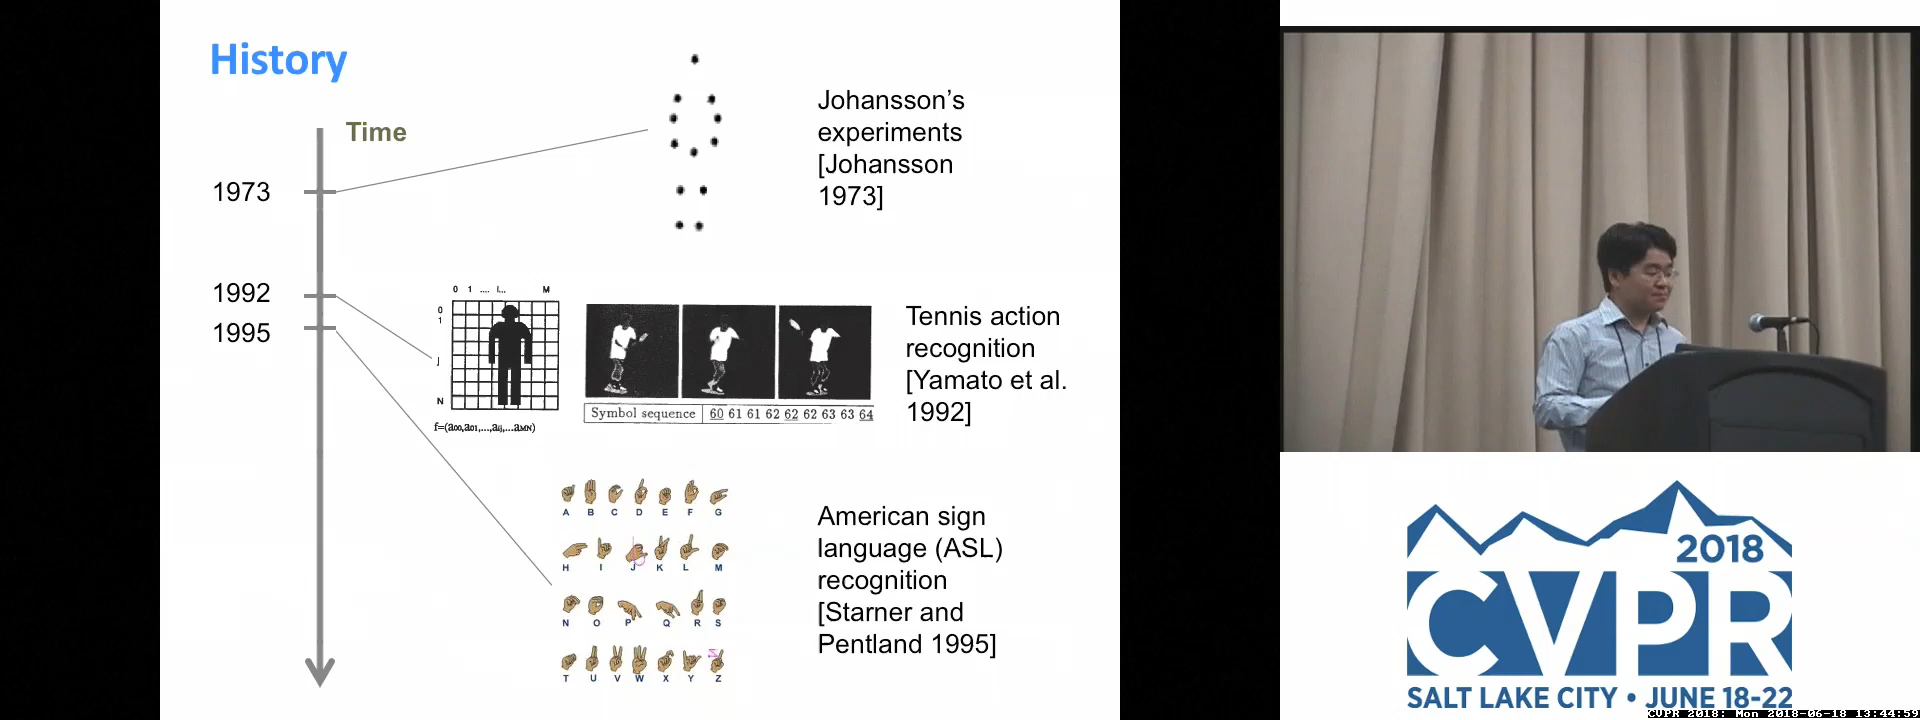 History
Time
1973
Johansson's
experiments
[Johansson
1973]
1992
1995
0 1 .... i... M
0
1
j
N
f=(a00,a01,...,aij,...aMN)
Symbol sequence 60 61 61 62 62 62 63 63 64
Tennis action
recognition
[Yamato et al.
1992]
A B C D E F G
H I J K L M
N O P Q R S
T U V W X Y Z
American sign
language (ASL)
recognition
[Starner and
Pentland 1995]
2018
CVPR
SALT LAKE CITY • JUNE 18-22
CVPR 2018: Mon 2018-06-18 13:44:59